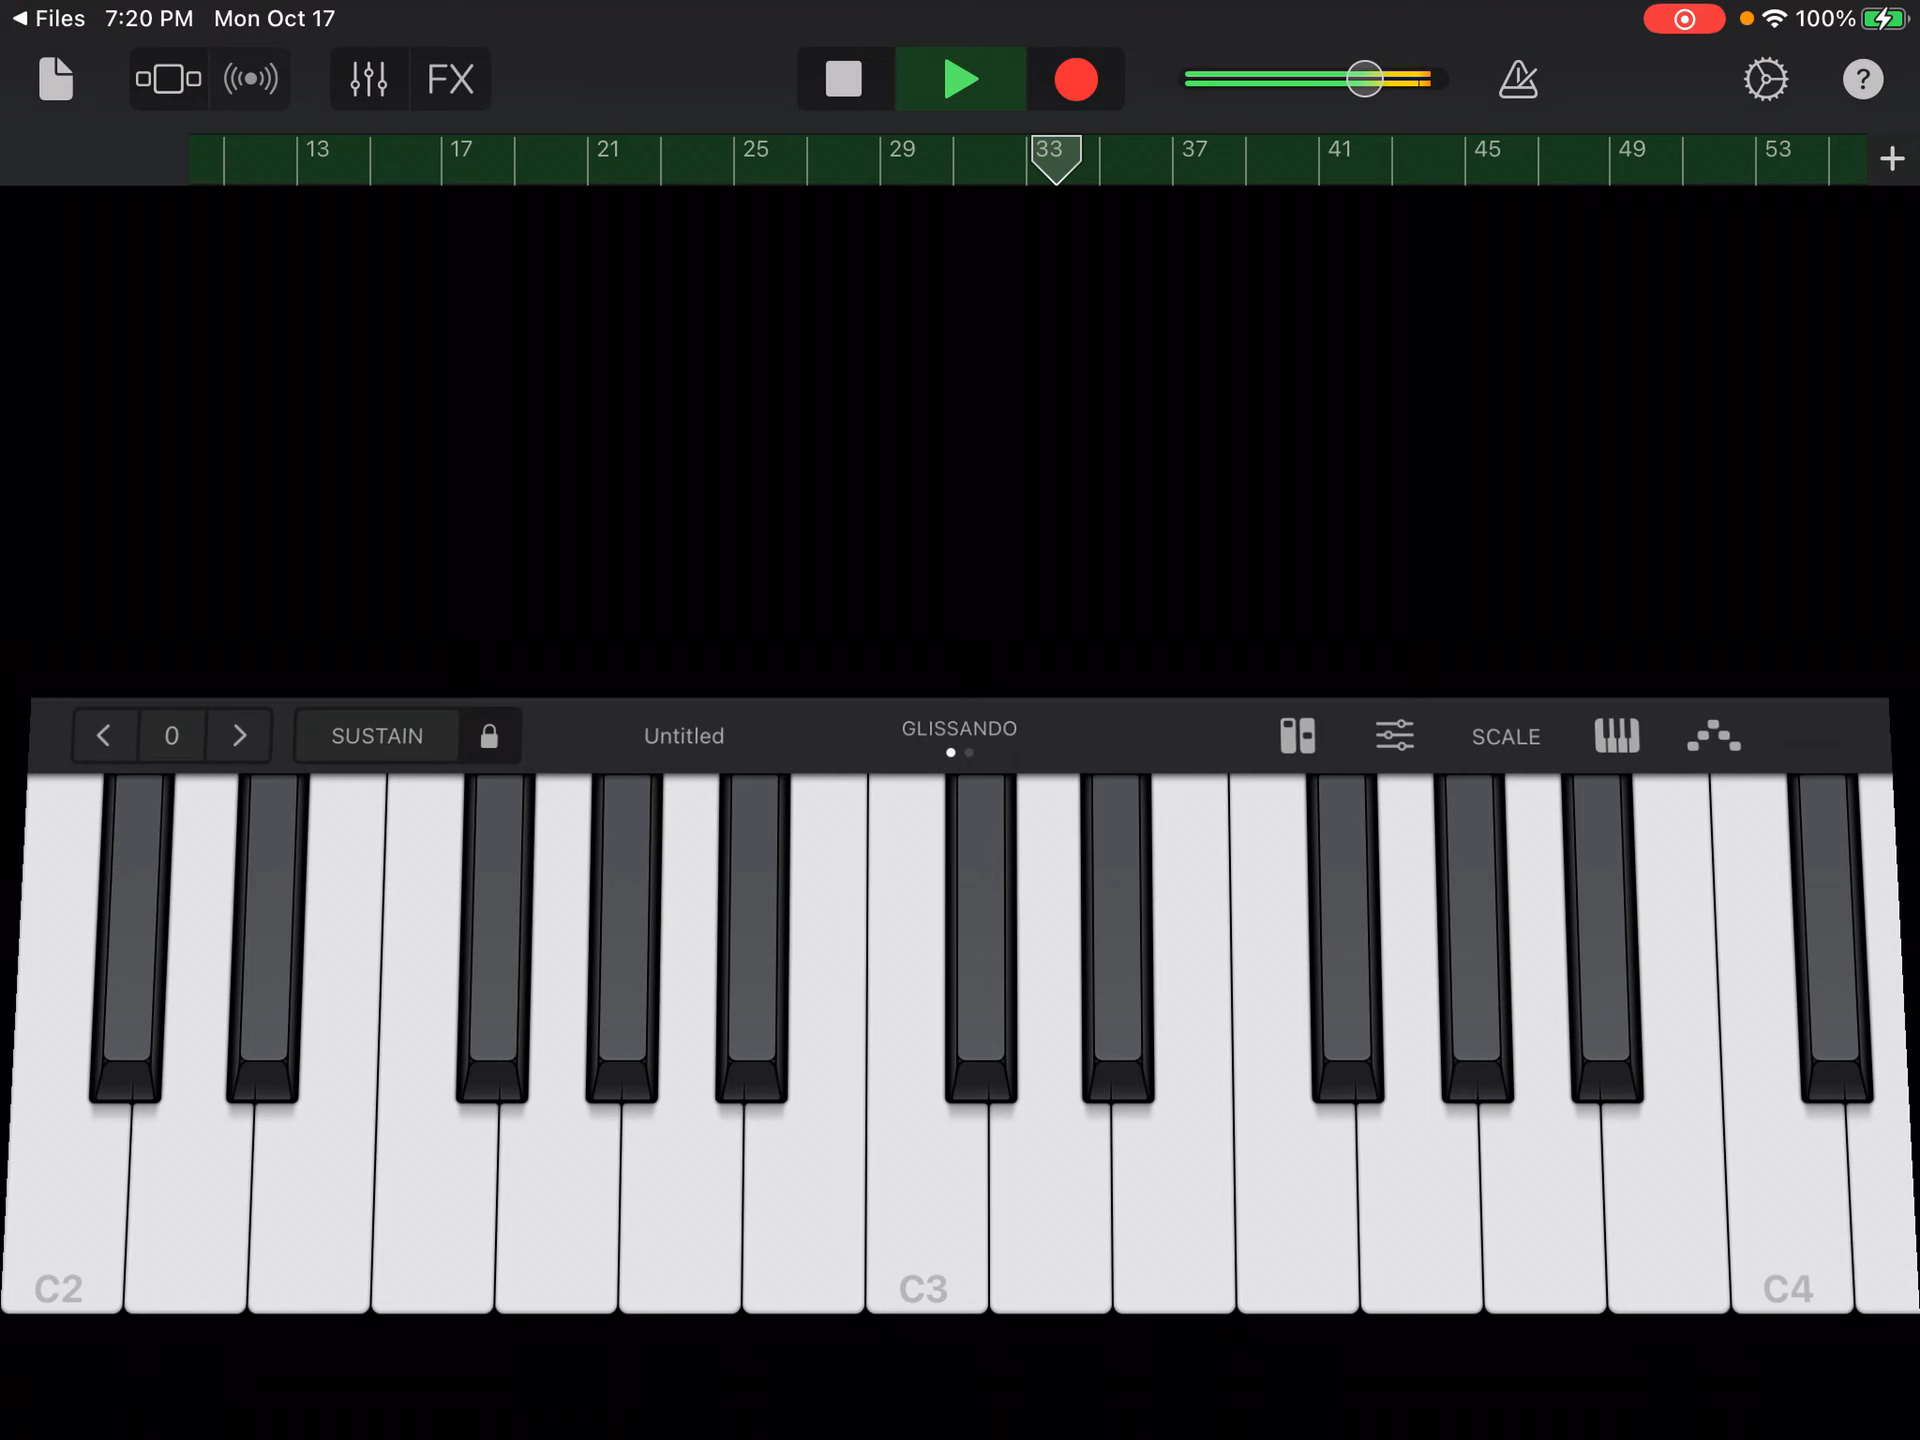 Files 7:20 PM Mon Oct 17 100%
FX ?
13 17 21 25 29 33 37 41 45 49 53 +
0 SUSTAIN Untitled GLISSANDO SCALE
C2 C3 C4